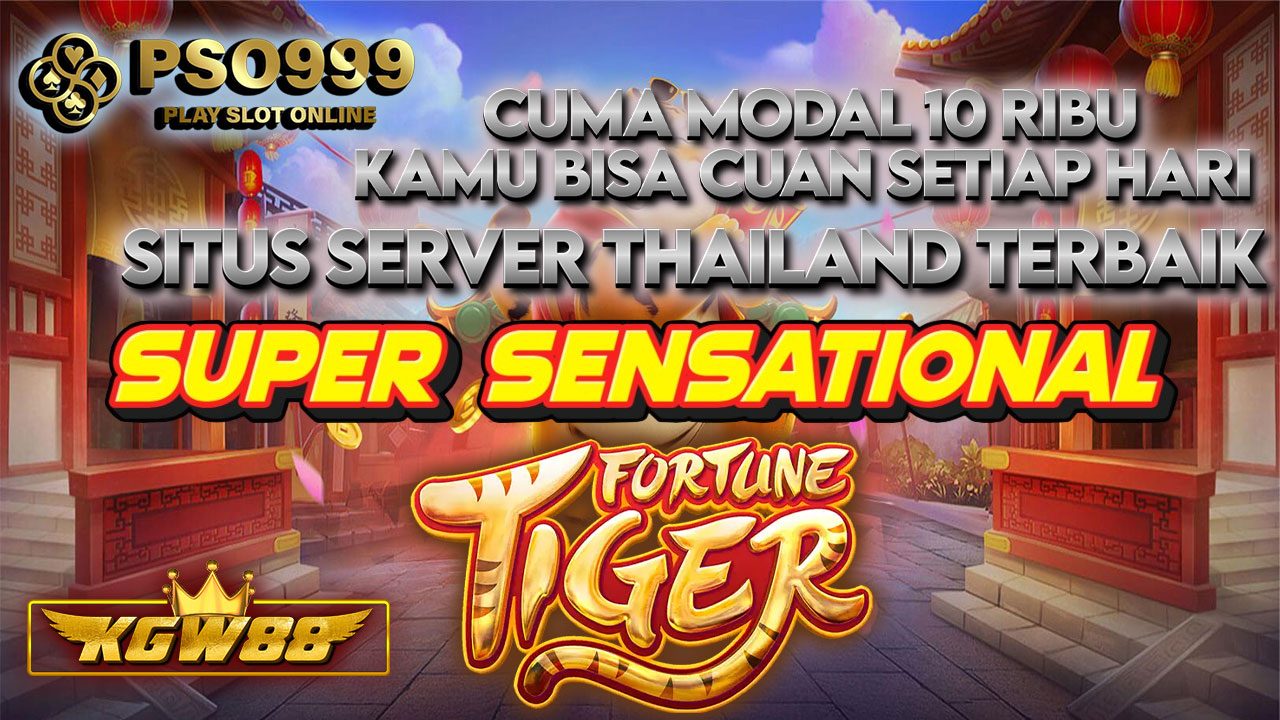 PSO999
PLAY SLOT ONLINE
CUMA MODAL 10 RIBU
KAMU BISA CUAN SETIAP HARI
SITUS SERVER THAILAND TERBAIK
SUPER SENSATIONAL
FORTUNE
TIGER
KGW88